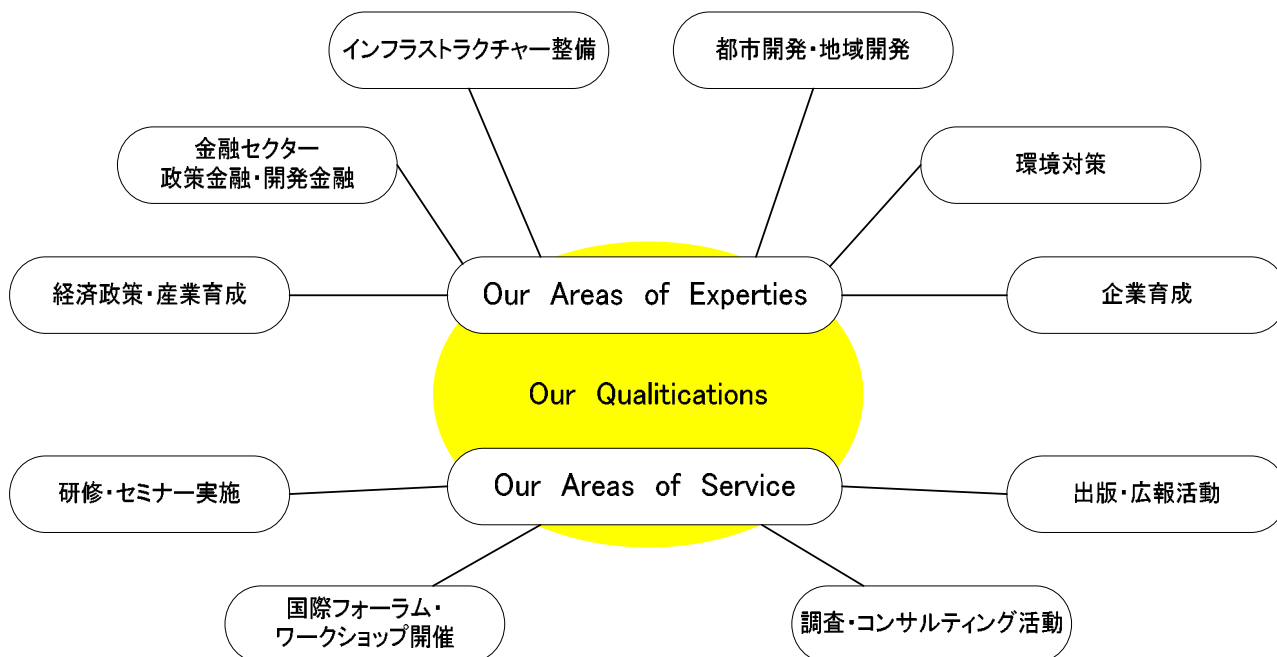 インフラストラクチャー整備
都市開発・地域開発
金融セクター
政策金融・開発金融
環境対策
経済政策・産業育成
Our Areas of Experties
企業育成
Our Qualitications
研修・セミナー実施
Our Areas of Service
出版・広報活動
国際フォーラム・
ワークショップ開催
調査・コンサルティング活動